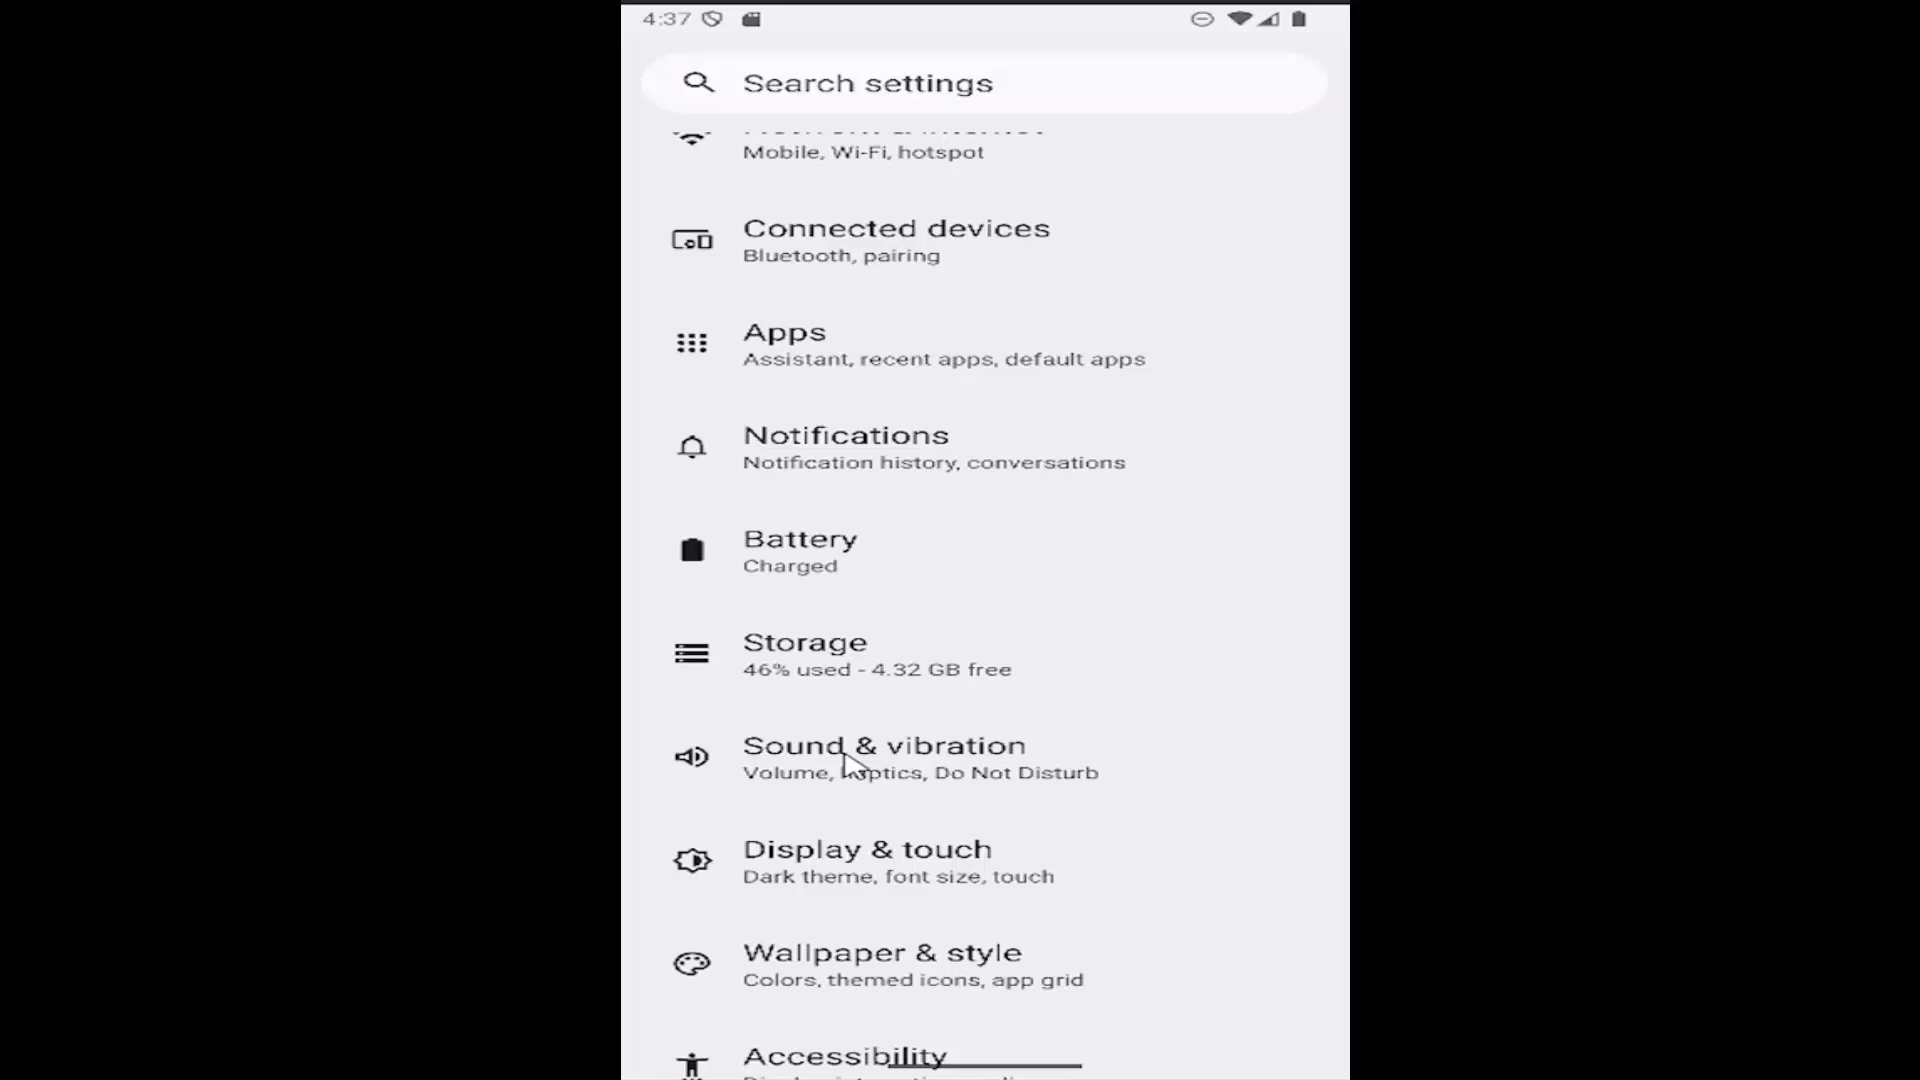 4:37
Search settings
Mobile, Wi-Fi, hotspot
Connected devices
Bluetooth, pairing
Apps
Assistant, recent apps, default apps
Notifications
Notification history, conversations
Battery
Charged
Storage
46% used - 4.32 GB free
Sound & vibration
Volume, Do Not Disturb
Display & touch
Dark theme, font size, touch
Wallpaper & style
Colors, themed icons, app grid
Accessibility